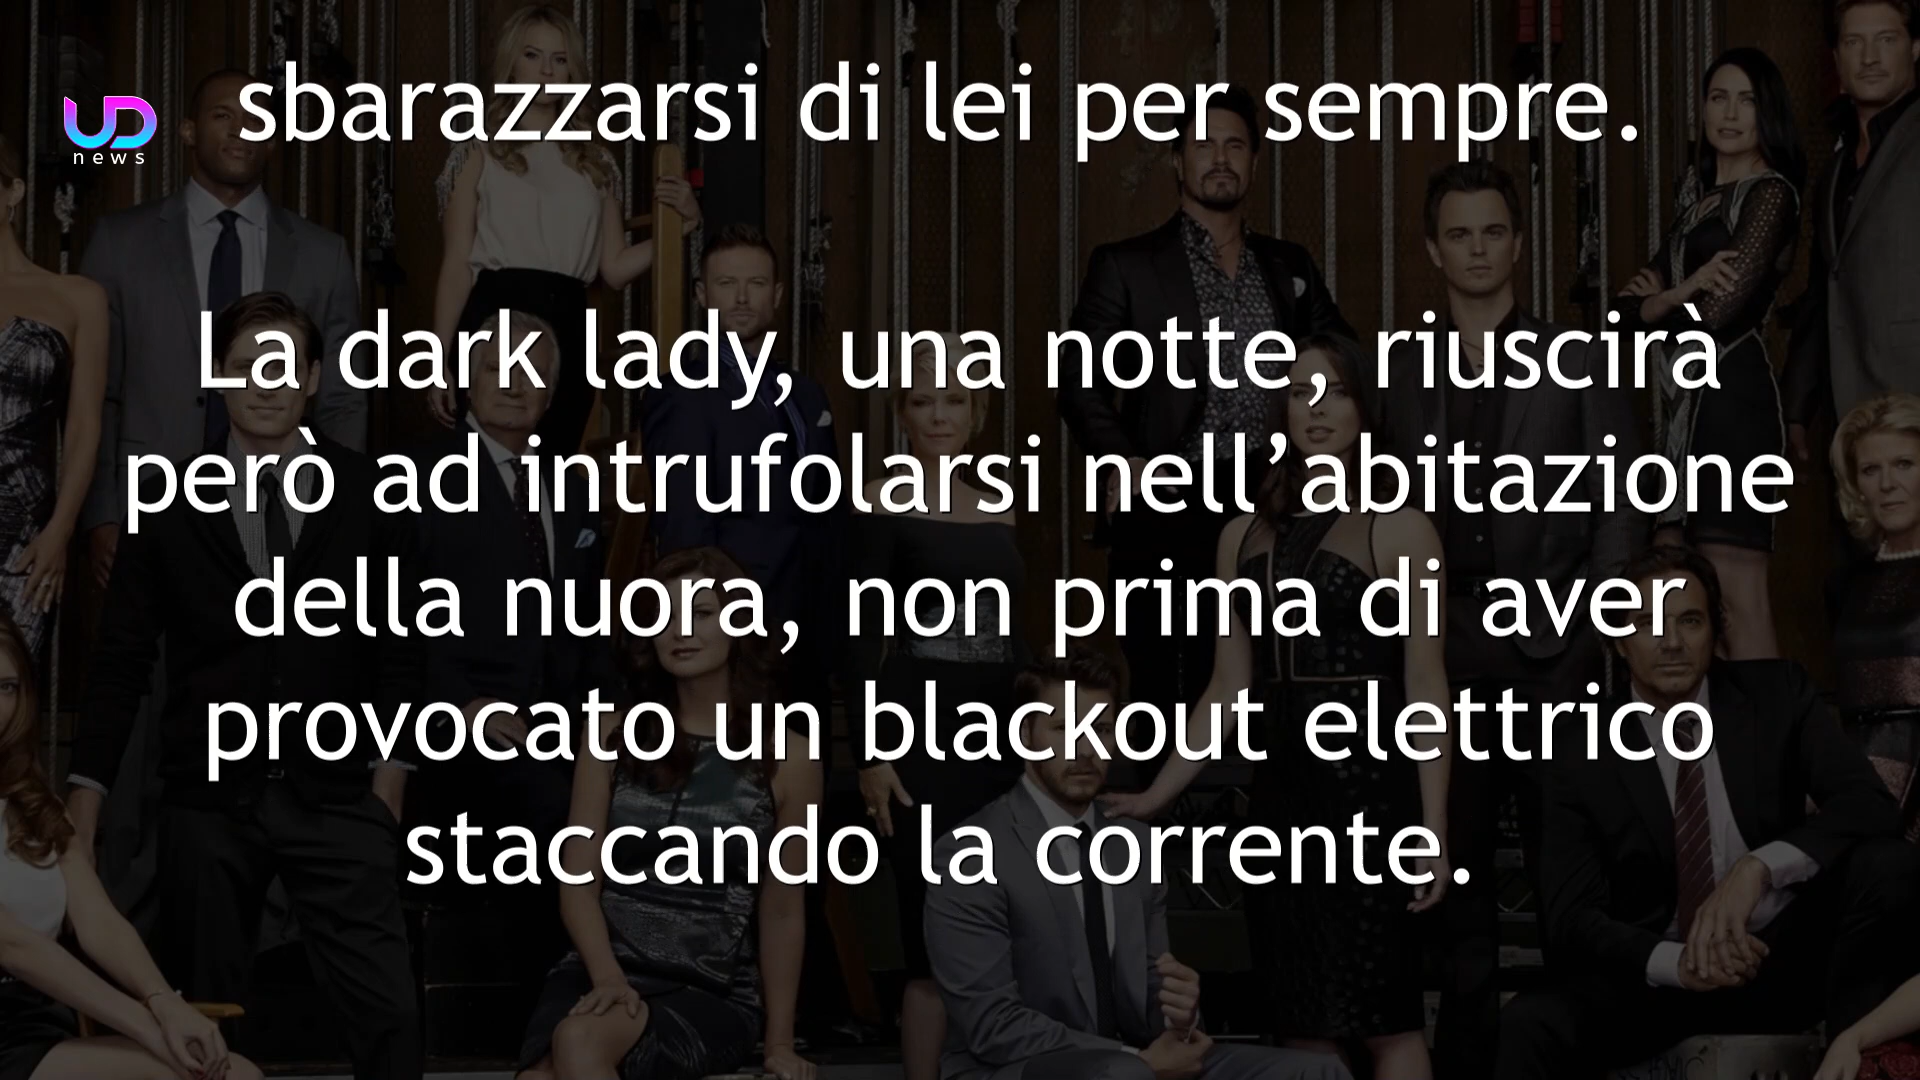 sbarazzarsi di lei per sempre.
UD
news
La dark lady, una notte, riuscirà
però ad intrufolarsi nell’abitazione
della nuora, non prima di aver
provocato un blackout elettrico
staccando la corrente.